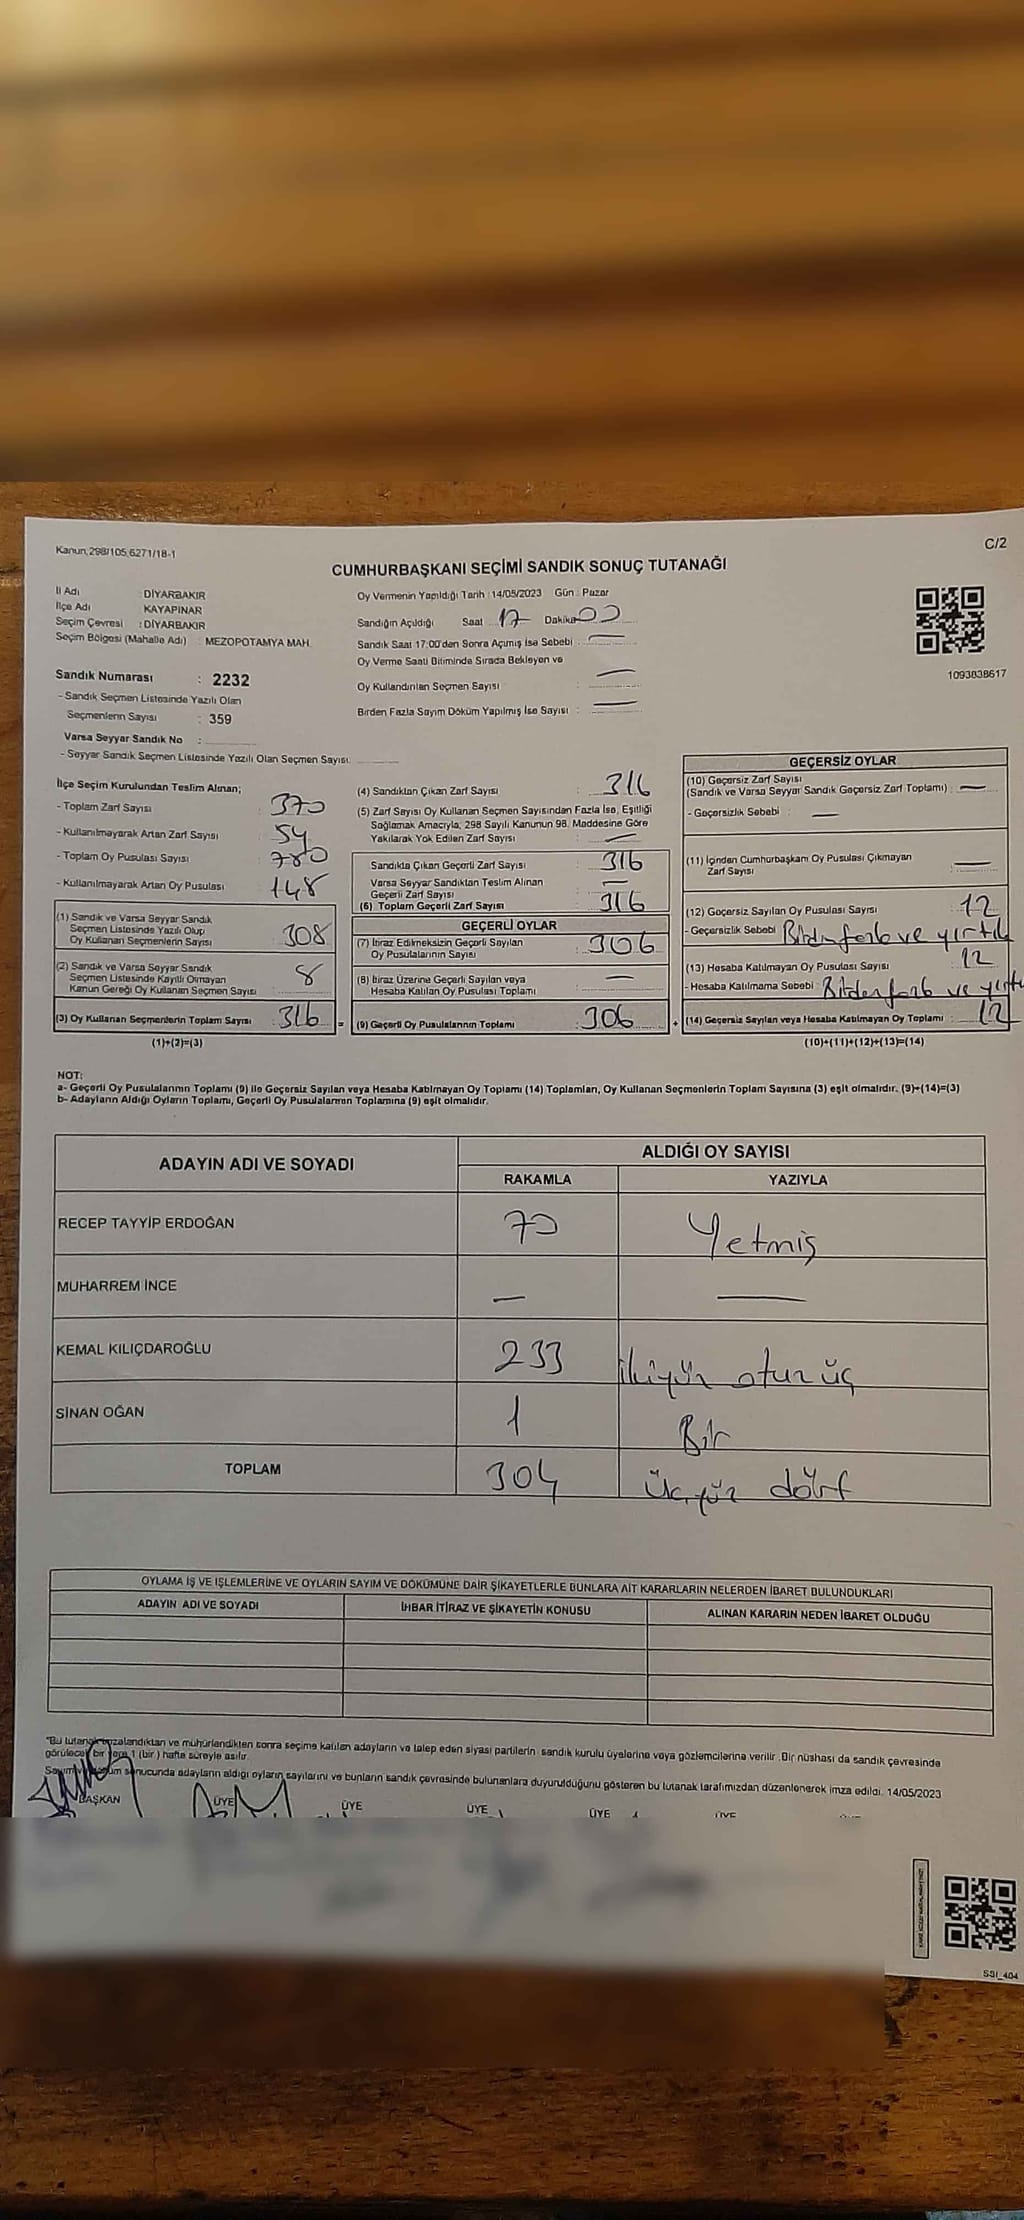 Kanun,298/105,6271/18-1
C/2
CUMHURBAŞKANI SEÇİMİ SANDIK SONUÇ TUTANAĞI
İl Adı : DİYARBAKIR
İlçe Adı : KAYAPINAR
Seçim Çevresi : DİYARBAKIR
Seçim Bölgesi (Mahalle Adı) : MEZOPOTAMYA MAH.
Oy Vermenin Yapıldığı Tarih :14/05/2023 Gün : Pazar
Sandığın Açıldığı Saat 17 Dakika 00
Sandık Saat 17:00'den Sonra Açımış İse Sebebi : —
Oy Verme Saati Bitiminde Sırada Bekleyen ve
Oy Kullandırılan Seçmen Sayısı : —
Birden Fazla Sayım Döküm Yapılmış İse Sayısı : —
1093838617
Sandık Numarası : 2232
- Sandık Seçmen Listesinde Yazılı Olan
Seçmenlerin Sayısı : 359
Varsa Seyyar Sandık No :
- Seyyar Sandık Seçmen Listesinde Yazılı Olan Seçmen Sayısı:
İlçe Seçim Kurulundan Teslim Alınan;
- Toplam Zarf Sayısı : 370
- Kullanılmayarak Artan Zarf Sayısı : 54
- Toplam Oy Pusulası Sayısı :
- Kullanılmayarak Artan Oy Pusulası : 148
(1) Sandık ve Varsa Seyyar Sandık
Seçmen Listesinde Yazılı Olup
Oy Kullanan Seçmenlerin Sayısı : 308
(2) Sandık ve Varsa Seyyar Sandık
Seçmen Listesinde Kayıtlı Olmayan
Kanun Gereği Oy Kullanan Seçmen Sayısı : 8
(3) Oy Kullanan Seçmenlerin Toplam Sayısı : 316
(1)+(2)=(3)
(4) Sandıktan Çıkan Zarf Sayısı : 316
(5) Zarf Sayısı Oy Kullanan Seçmen Sayısından Fazla İse, Eşitliği
Sağlamak Amacıyla, 298 Sayılı Kanunun 98. Maddesine Göre
Yakılarak Yok Edilen Zarf Sayısı : —
Sandıkta Çıkan Geçerli Zarf Sayısı : 316
Varsa Seyyar Sandıktan Teslim Alınan
Geçerli Zarf Sayısı : —
(6) Toplam Geçerli Zarf Sayısı : 316
GEÇERLİ OYLAR
(7) İtiraz Edilmeksizin Geçerli Sayılan
Oy Pusulalarının Sayısı : 306
(8) İtiraz Üzerine Geçerli Sayılan veya
Hesaba Katılan Oy Pusulası Toplamı : —
= (9) Geçerli Oy Pusulalarının Toplamı : 306 +
GEÇERSİZ OYLAR
(10) Geçersiz Zarf Sayısı
(Sandık ve Varsa Seyyar Sandık Geçersiz Zarf Toplamı) : —
- Geçersizlik Sebebi : —
(11) İçinden Cumhurbaşkanı Oy Pusulası Çıkmayan
Zarf Sayısı : —
(12) Geçersiz Sayılan Oy Pusulası Sayısı : 12
- Geçersizlik Sebebi ve yırtık
(13) Hesaba Katılmayan Oy Pusulası Sayısı : 12
- Hesaba Katılmama Sebebi : ve
(14) Geçersiz Sayılan veya Hesaba Katılmayan Oy Toplamı : 12
(10)+(11)+(12)+(13)=(14)
NOT:
a- Geçerli Oy Pusulalarının Toplamı (9) ile Geçersiz Sayılan veya Hesaba Katılmayan Oy Toplamı (14) Toplamları, Oy Kullanan Seçmenlerin Toplam Sayısına (3) eşit olmalıdır. (9)+(14)=(3)
b- Adayların Aldığı Oyların Toplamı, Geçerli Oy Pusulalarının Toplamına (9) eşit olmalıdır.
ADAYIN ADI VE SOYADI ALDIĞI OY SAYISI
RAKAMLA YAZIYLA
RECEP TAYYİP ERDOĞAN 70 Yetmiş
MUHARREM İNCE — —
KEMAL KILIÇDAROĞLU 233 ikiyüz otuz üç
SİNAN OĞAN 1 Bir
TOPLAM 304 üçyüz dört
OYLAMA İŞ VE İŞLEMLERİNE VE OYLARIN SAYIM VE DÖKÜMÜNE DAİR ŞİKAYETLERLE BUNLARA AİT KARARLARIN NELERDEN İBARET BULUNDUKLARI
ADAYIN ADI VE SOYADI İHBAR İTİRAZ VE ŞİKAYETİN KONUSU ALINAN KARARIN NEDEN İBARET OLDUĞU
"Bu tutanak imzalandıktan ve mühürlendikten sonra seçime katılan adayların ve talep eden siyasi partilerin sandık kurulu üyelerine veya gözlemcilerine verilir. Bir nüshası da sandık çevresinde
görülecek bir yere 1 (bir) hafta süreyle asılır.
Sayım ve döküm sonucunda adayların aldığı oyların sayılarını ve bunların sandık çevresinde bulunanlara duyurulduğunu gösteren bu tutanak tarafımızdan düzenlenerek imza edildi. 14/05/2023
BAŞKAN ÜYE ÜYE ÜYE ÜYE ÜYE
SSI_404